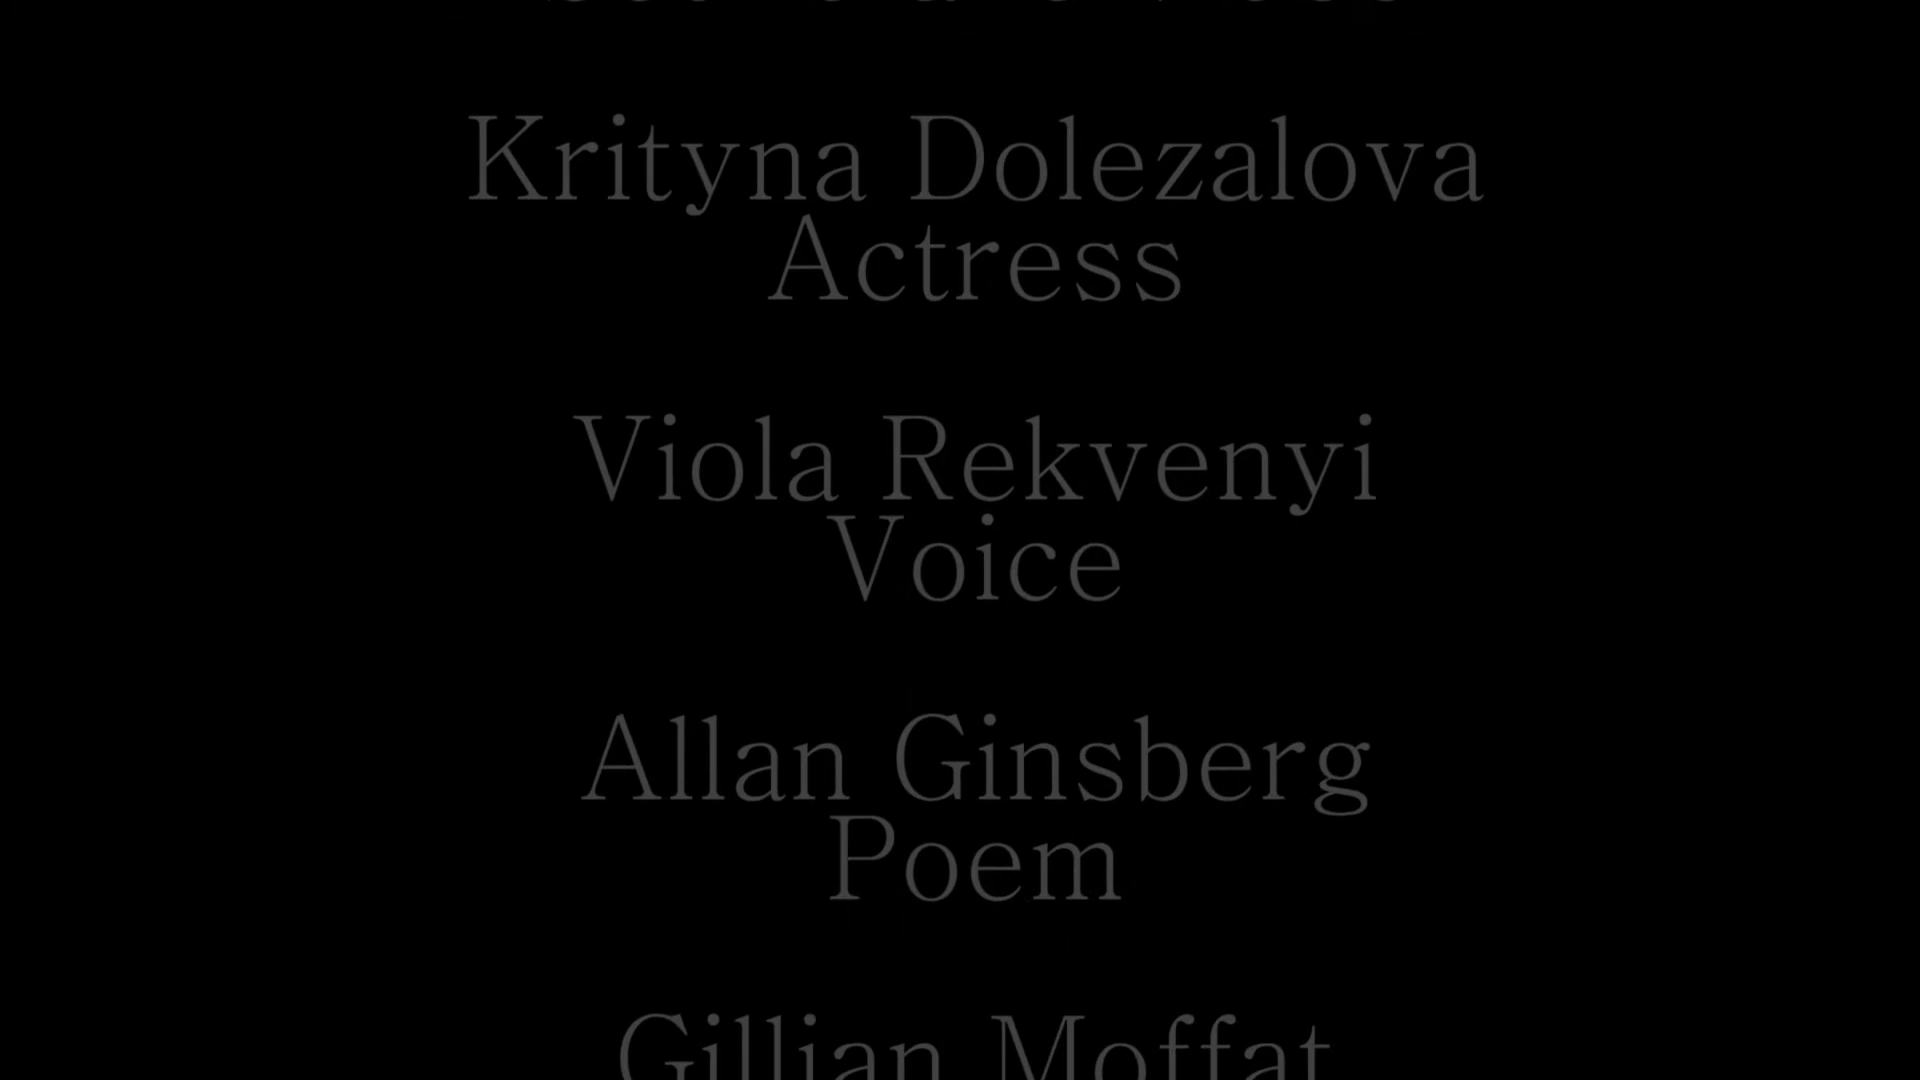 Krityna Dolezalova
Actress
Viola Rekvenyi
Voice
Allan Ginsberg
Poem
Gillian Moffat